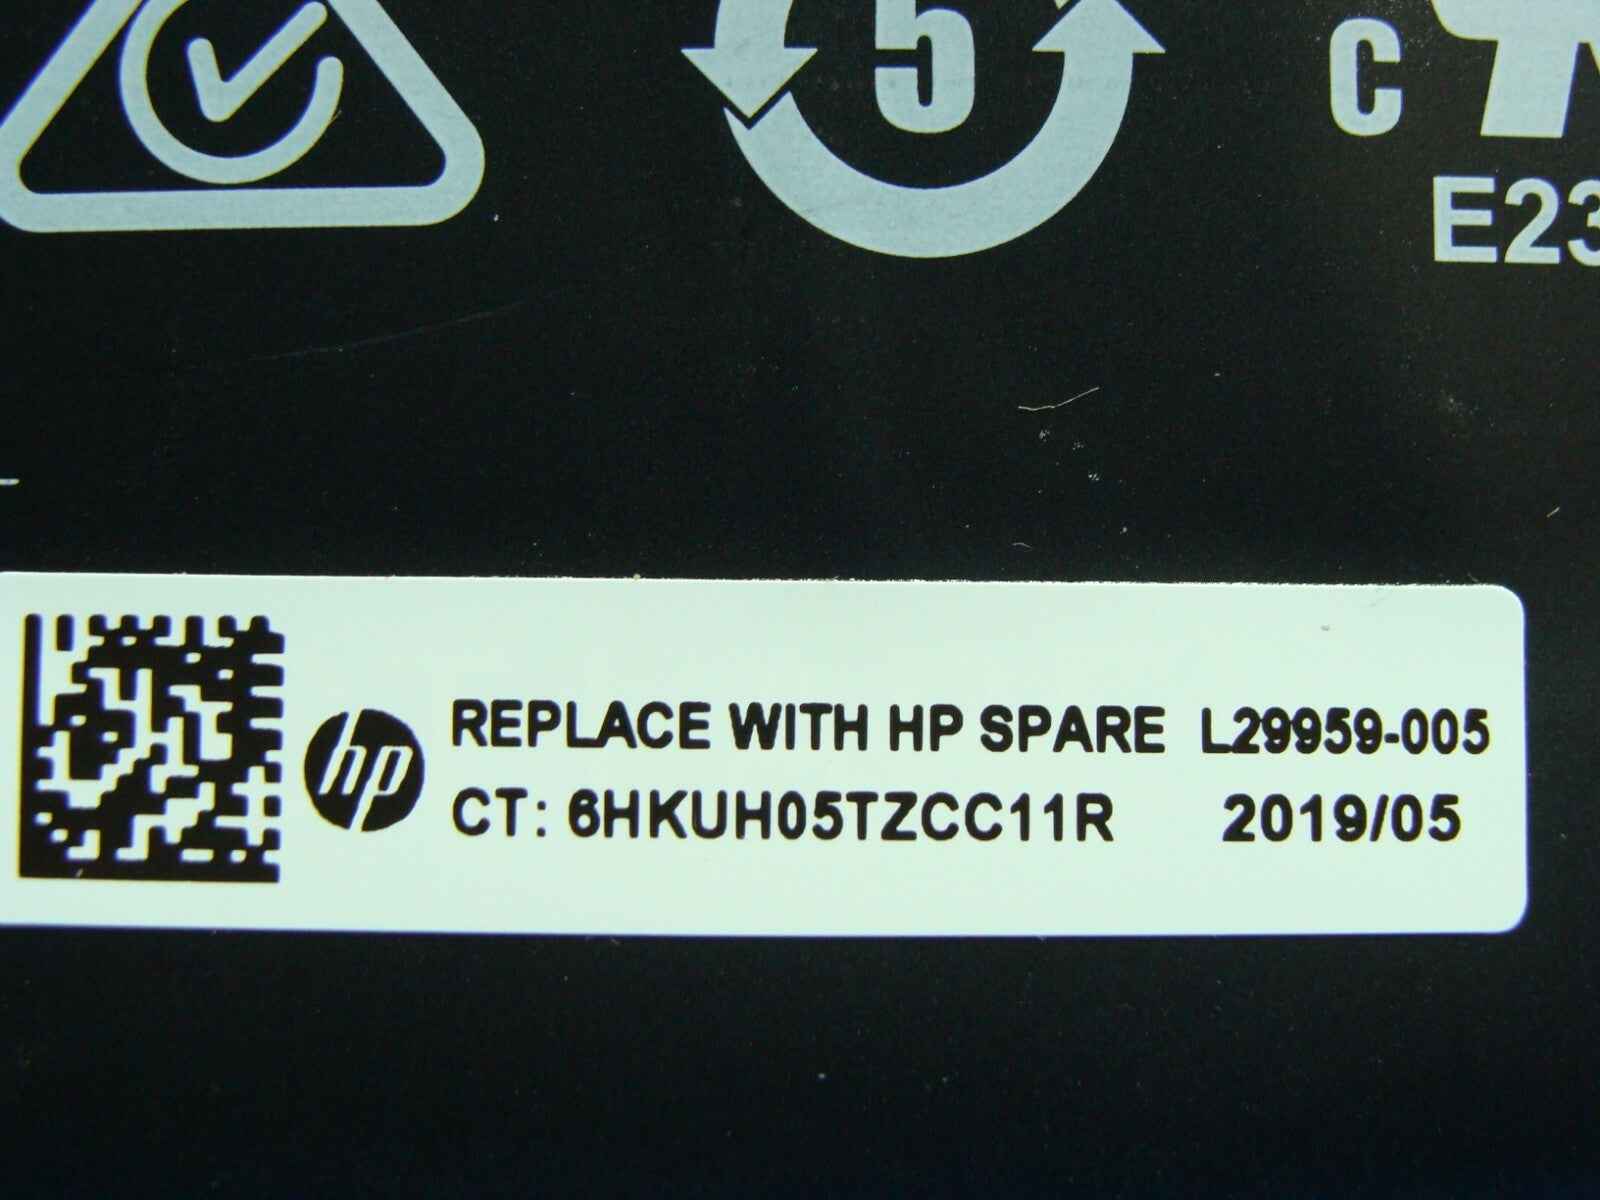 5
C
E23
hp
REPLACE WITH HP SPARE L29959-005
CT: 6HKUH05TZCC11R 2019/05